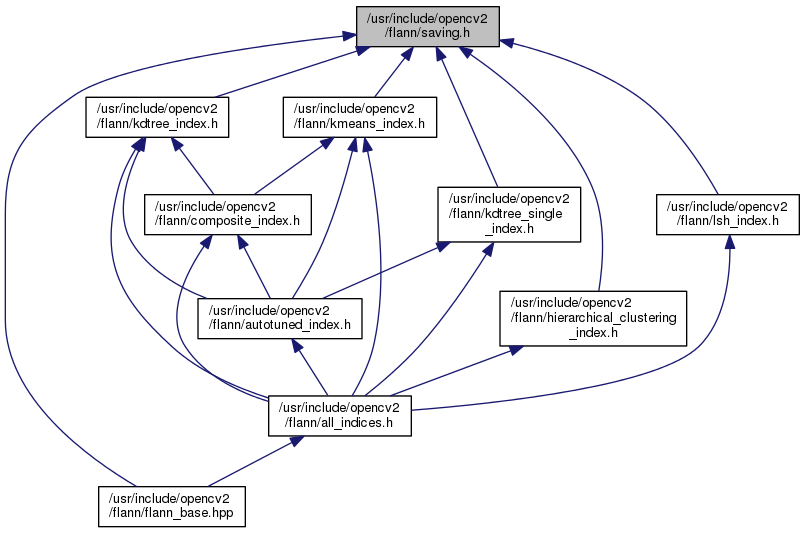 /usr/include/opencv2
/flann/saving.h
/usr/include/opencv2
/flann/kdtree_index.h
/usr/include/opencv2
/flann/kmeans_index.h
/usr/include/opencv2
/flann/composite_index.h
/usr/include/opencv2
/flann/kdtree_single
_index.h
/usr/include/opencv2
/flann/lsh_index.h
/usr/include/opencv2
/flann/autotuned_index.h
/usr/include/opencv2
/flann/hierarchical_clustering
_index.h
/usr/include/opencv2
/flann/all_indices.h
/usr/include/opencv2
/flann/flann_base.hpp